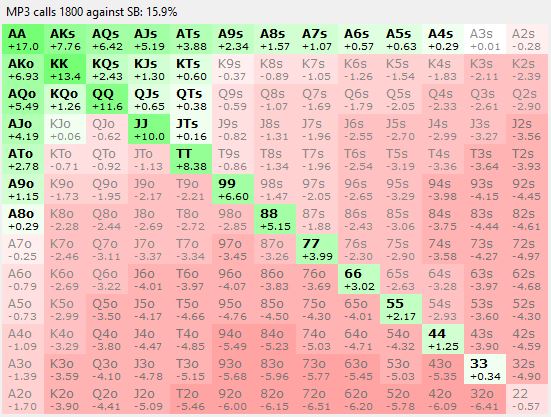 MP3 calls 1800 against SB: 15.9%
AA AKs AQs AJs ATs A9s A8s A7s A6s A5s A4s A3s A2s
+17.0 +7.76 +6.42 +5.19 +3.88 +2.34 +1.57 +1.07 +0.57 +0.63 +0.29 +0.01 -0.28
AKo KK KQs KJs KTs K9s K8s K7s K6s K5s K4s K3s K2s
+6.93 +13.4 +2.43 +1.30 +0.60 -0.37 -0.89 -1.05 -1.26 -1.54 -1.83 -2.11 -2.39
AQo KQo QQ QJs QTs Q9s Q8s Q7s Q6s Q5s Q4s Q3s Q2s
+5.49 +1.26 +11.6 +0.65 +0.38 -0.59 -1.07 -1.69 -1.79 -2.05 -2.33 -2.61 -2.90
AJo KJo QJo JJ JTs J9s J8s J7s J6s J5s J4s J3s J2s
+4.19 +0.06 -0.62 +10.0 +0.16 -0.82 -1.31 -1.96 -2.55 -2.70 -2.99 -3.27 -3.56
ATo KTo QTo JTo TT T9s T8s T7s T6s T5s T4s T3s T2s
+2.78 -0.71 -0.92 -1.13 +8.38 -0.86 -1.34 -1.96 -2.54 -3.19 -3.36 -3.64 -3.93
A9o K9o Q9o J9o T9o 99 98s 97s 96s 95s 94s 93s 92s
+1.15 -1.73 -1.95 -2.17 -2.21 +6.60 -1.47 -2.05 -2.65 -3.26 -3.98 -4.15 -4.45
A8o K8o Q8o J8o T8o 98o 88 87s 86s 85s 84s 83s 82s
+0.29 -2.28 -2.44 -2.69 -2.72 -2.85 +5.15 -1.88 -2.43 -3.06 -3.75 -4.44 -4.61
A7o K7o Q7o J7o T7o 97o 87o 77 76s 75s 74s 73s 72s
-0.25 -2.46 -3.11 -3.37 -3.34 -3.45 -3.26 +3.99 -2.30 -2.90 -3.58 -4.27 -4.97
A6o K6o Q6o J6o T6o 96o 86o 76o 66 65s 64s 63s 62s
-0.79 -2.69 -3.22 -4.01 -3.97 -4.07 -3.83 -3.69 +3.02 -2.63 -3.28 -3.97 -4.68
A5o K5o Q5o J5o T5o 95o 85o 75o 65o 55 54s 53s 52s
-0.73 -2.99 -3.50 -4.17 -4.66 -4.76 -4.50 -4.30 -4.01 +2.17 -2.93 -3.60 -4.30
A4o K4o Q4o J4o T4o 94o 84o 74o 64o 54o 44 43s 42s
-1.09 -3.29 -3.80 -4.47 -4.85 -5.49 -5.23 -5.03 -4.71 -4.32 +1.25 -3.90 -4.59
A3o K3o Q3o J3o T3o 93o 83o 73o 63o 53o 43o 33 32s
-1.39 -3.59 -4.10 -4.78 -5.15 -5.68 -5.96 -5.77 -5.45 -5.03 -5.35 +0.34 -4.90
A2o K2o Q2o J2o T2o 92o 82o 72o 62o 52o 42o 32o 22
-1.70 -3.90 -4.41 -5.09 -5.46 -6.00 -6.15 -6.51 -6.20 -5.78 -6.08 -6.41 -0.57